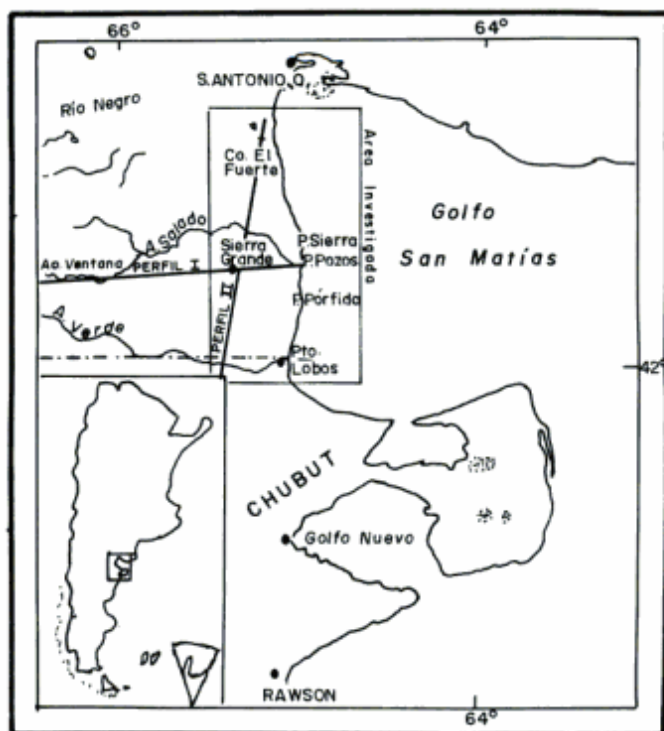 66°
64°
S.ANTONIO O.
Río Negro
Co. El
Fuerte
Area Investigada
Golfo
San Matías
A. Salado
P. Sierra
Sierra
Grande
P. Pozos
Ao. Ventana
PERFIL I
PERFIL II
P. Pórfida
A. Verde
Pto.
Lobos
42°
CHUBUT
Golfo Nuevo
RAWSON
64°